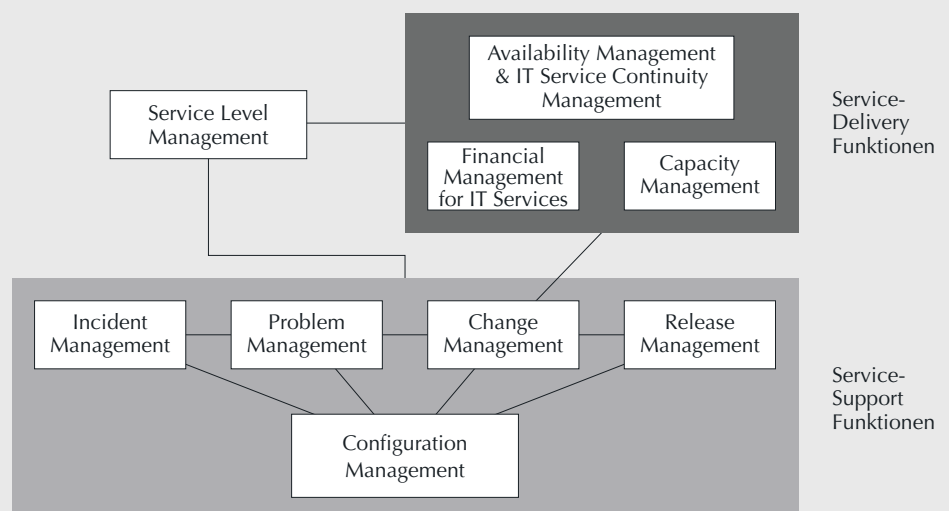 Availability Management
& IT Service Continuity
Management
Service Level
Management
Financial
Management
for IT Services
Capacity
Management
Service-
Delivery
Funktionen
Incident
Management
Problem
Management
Change
Management
Release
Management
Configuration
Management
Service-
Support
Funktionen